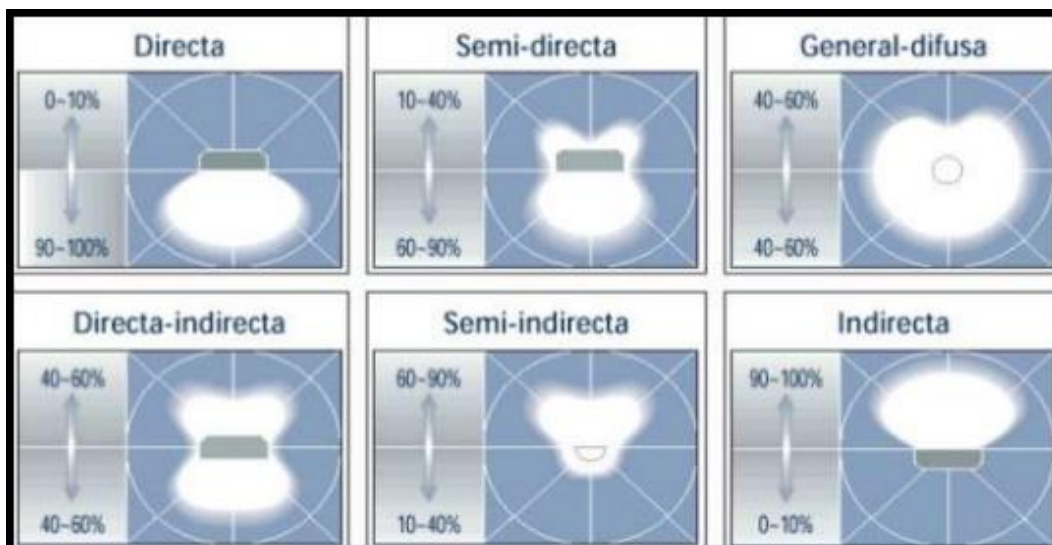 Directa
0~10%
90~100%
Semi-directa
10~40%
60~90%
General-difusa
40~60%
40~60%
Directa-indirecta
40~60%
40~60%
Semi-indirecta
60~90%
10~40%
Indirecta
90~100%
0~10%